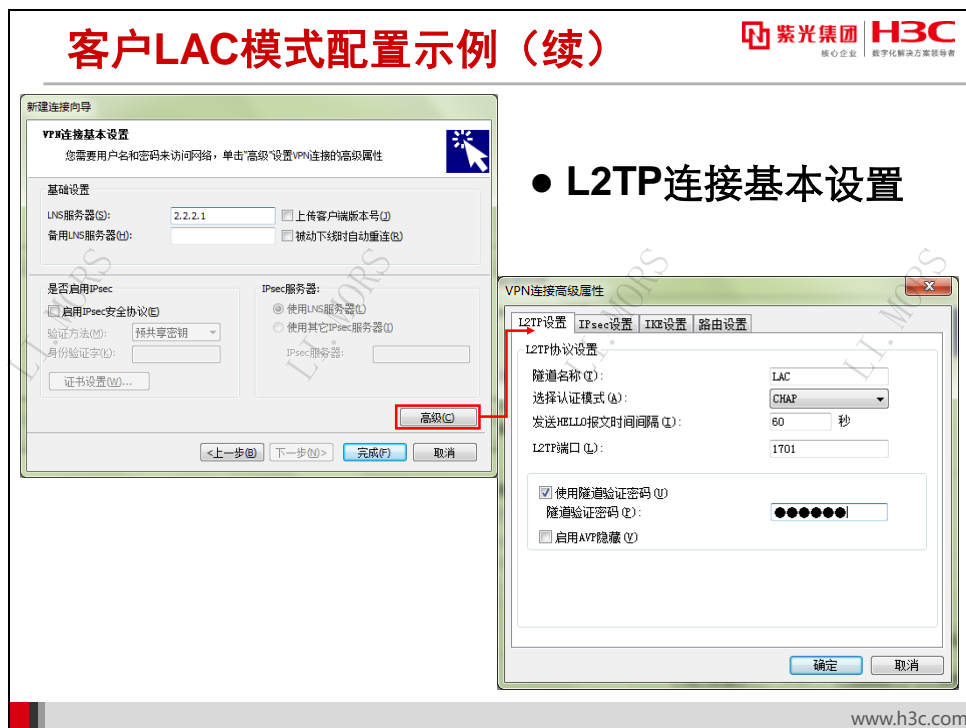 客户LAC模式配置示例（续）
紫光集团 H3C
核心企业 数字化解决方案领导者
新建连接向导
VPN连接基本设置
您需要用户名和密码来访问网络，单击"高级"设置VPN连接的高级属性
基础设置
LNS服务器(S): 2.2.2.1 上传客户端版本号(J)
备用LNS服务器(H): 被动下线时自动重连(R)
是否启用IPsec IPsec服务器:
启用IPsec安全协议(E) 使用LNS服务器(L)
验证方法(M): 预共享密钥 使用其它IPsec服务器(I)
身份验证字(K): IPsec服务器:
证书设置(W)...
高级(C)
<上一步(B) 下一步(N)> 完成(F) 取消
● L2TP连接基本设置
VPN连接高级属性
L2TP设置 IPsec设置 IKE设置 路由设置
L2TP协议设置
隧道名称(T): LAC
选择认证模式(A): CHAP
发送HELLO报文时间间隔(I): 60 秒
L2TP端口(L): 1701
使用隧道验证密码(U)
隧道验证密码(P): ●●●●●●
启用AVP隐藏(V)
确定 取消
LI.MORS
LI.MORS
LI.MORS
LI.MORS
www.h3c.com